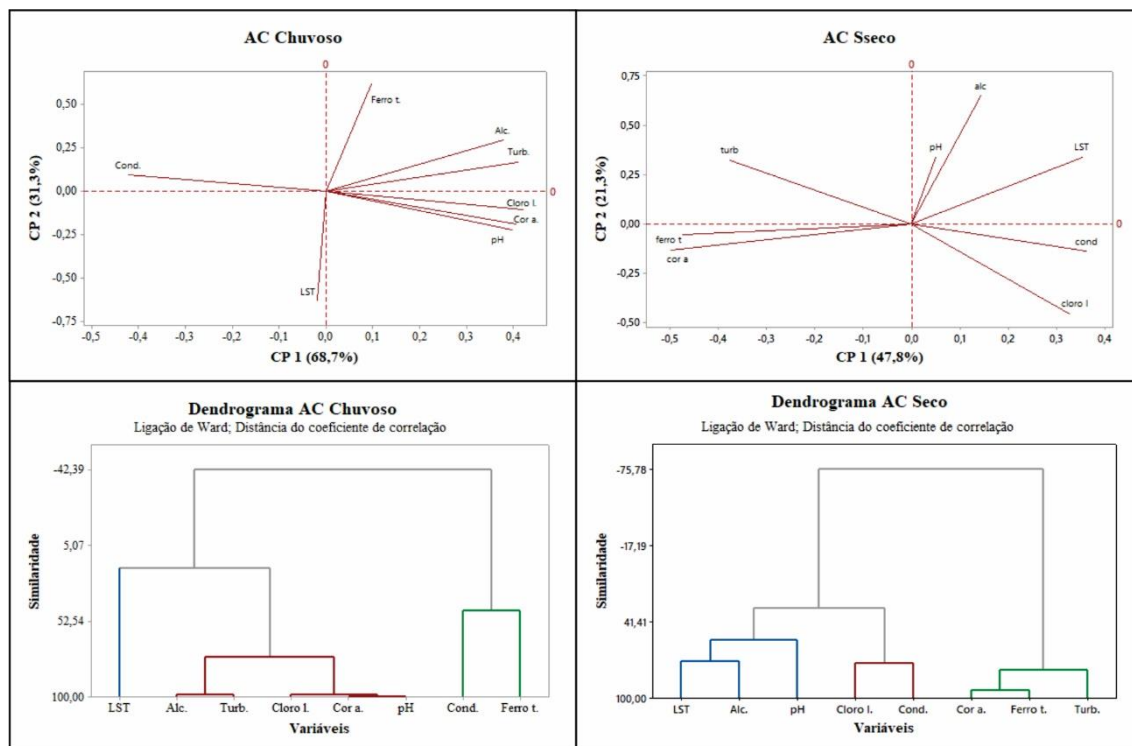 AC Chuvoso
0
0,50
0,25
0,00
-0,25
-0,50
-0,75
CP 2 (31,3%)
Ferro t.
Alc.
Turb.
Cond.
0
Cloro l.
Cor a.
pH
LST
-0,5
-0,4
-0,3
-0,2
-0,1
0,0
0,1
0,2
0,3
0,4
CP 1 (68,7%)
AC Sseco
0
0,75
0,50
0,25
0,00
-0,25
-0,50
CP 2 (21,3%)
alc
turb
pH
LST
0
ferro t
cor a
cond
cloro l
-0,5
-0,4
-0,3
-0,2
-0,1
0,0
0,1
0,2
0,3
0,4
CP 1 (47,8%)
Dendrograma AC Chuvoso
Ligação de Ward; Distância do coeficiente de correlação
-42,39
5,07
52,54
100,00
Similaridade
LST
Alc.
Turb.
Cloro l.
Cor a.
pH
Cond.
Ferro t.
Variáveis
Dendrograma AC Seco
Ligação de Ward; Distância do coeficiente de correlação
-75,78
-17,19
41,41
100,00
Similaridade
LST
Alc.
pH
Cloro l.
Cond.
Cor a.
Ferro t.
Turb.
Variáveis